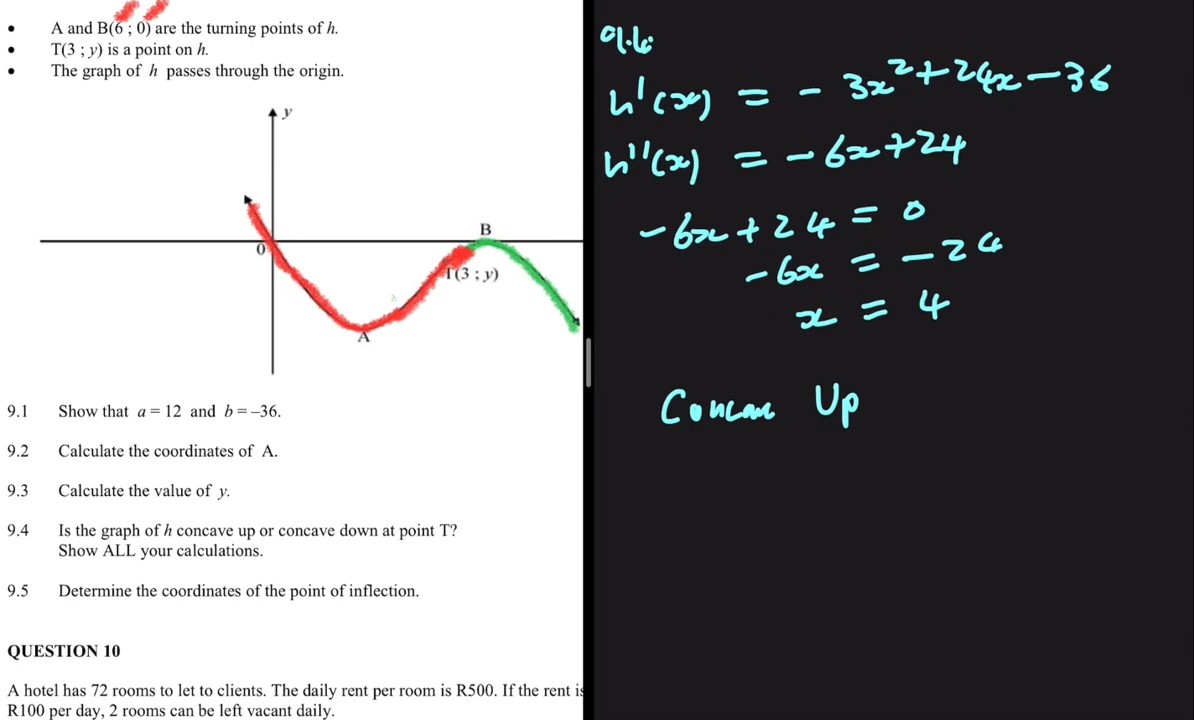 • A and B(6 ; 0) are the turning points of h.
• T(3 ; y) is a point on h.
• The graph of h passes through the origin.
y
B
0
T(3 ; y)
A
9.1 Show that a = 12 and b = –36.
9.2 Calculate the coordinates of A.
9.3 Calculate the value of y.
9.4 Is the graph of h concave up or concave down at point T?
Show ALL your calculations.
9.5 Determine the coordinates of the point of inflection.
QUESTION 10
A hotel has 72 rooms to let to clients. The daily rent per room is R500. If the rent is
R100 per day, 2 rooms can be left vacant daily.
9.4.
h'(x) = - 3x² + 24x - 36
h''(x) = - 6x + 24
- 6x + 24 = 0
- 6x = - 24
x = 4
Concave Up